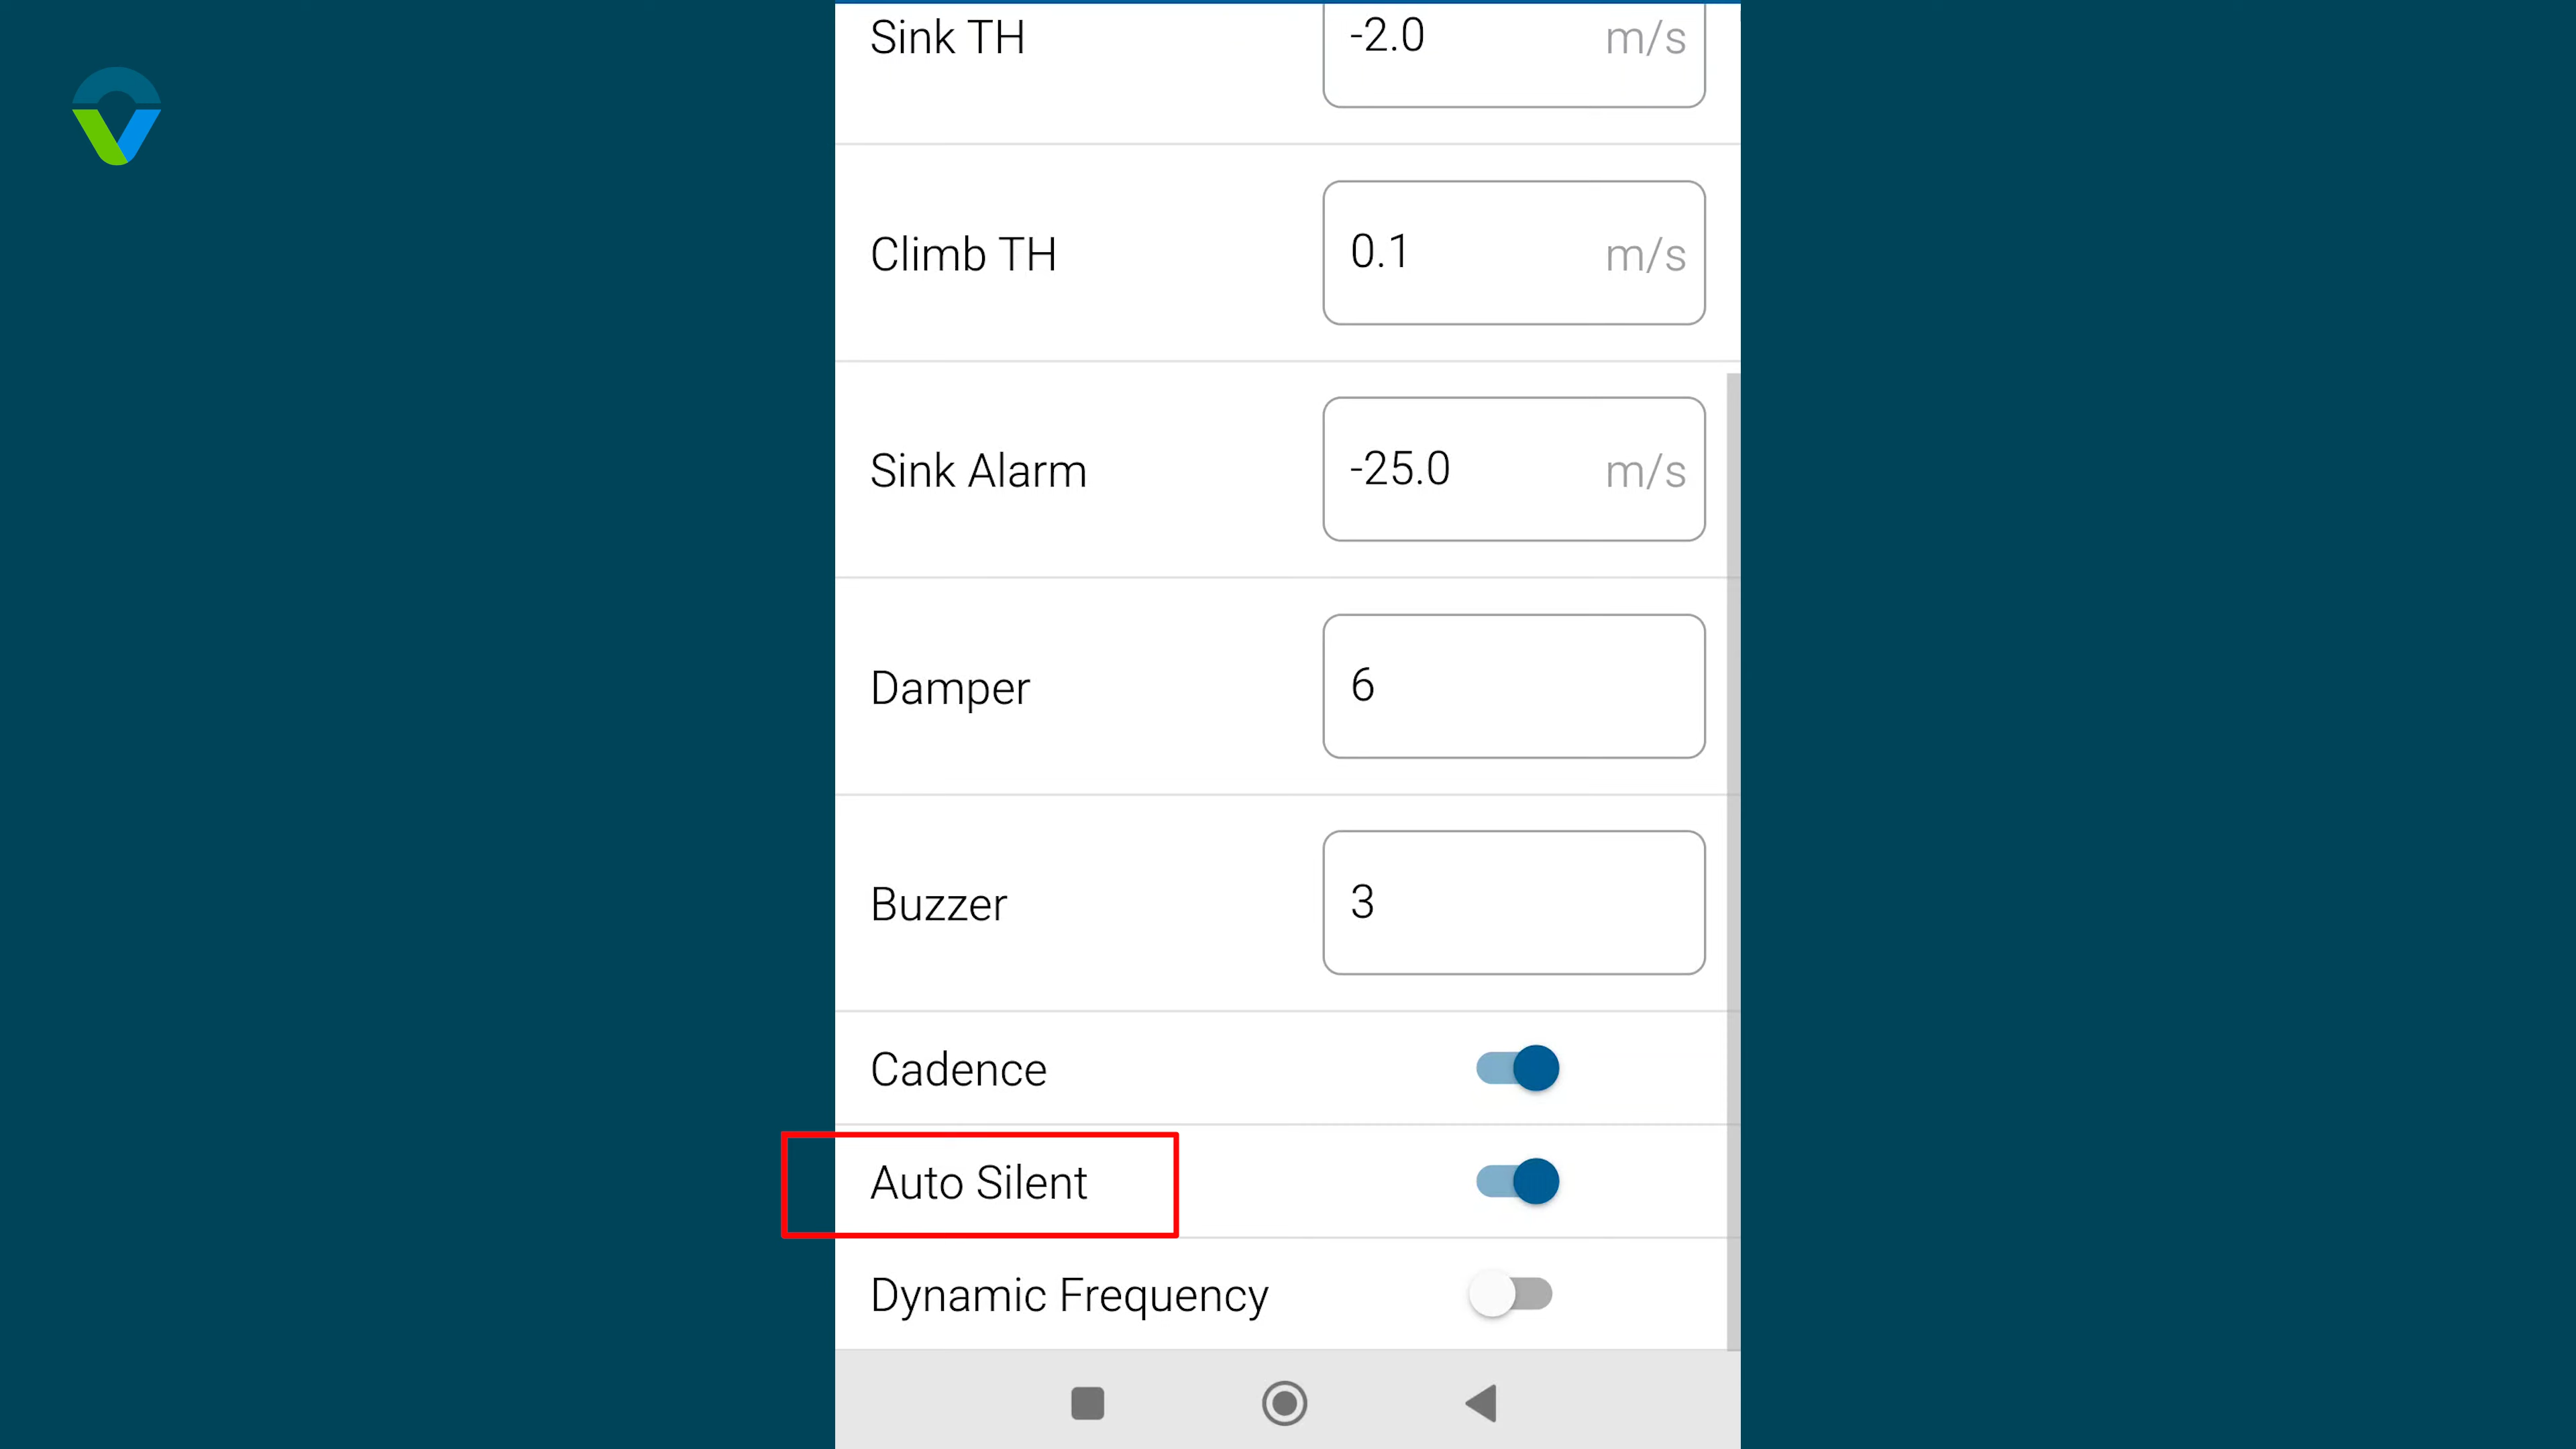 Sink TH -2.0 m/s
Climb TH 0.1 m/s
Sink Alarm -25.0 m/s
Damper 6
Buzzer 3
Cadence
Auto Silent
Dynamic Frequency